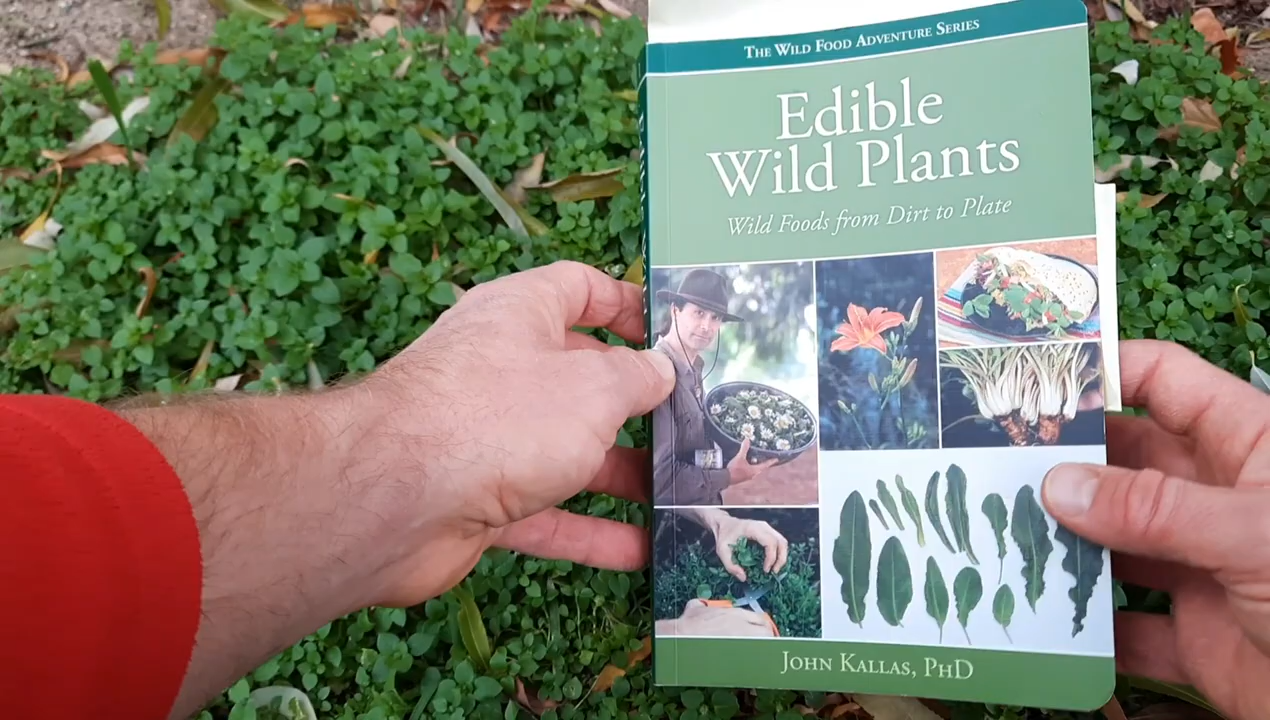 THE WILD FOOD ADVENTURE SERIES
Edible
Wild Plants
Wild Foods from Dirt to Plate
JOHN KALLAS, PHD